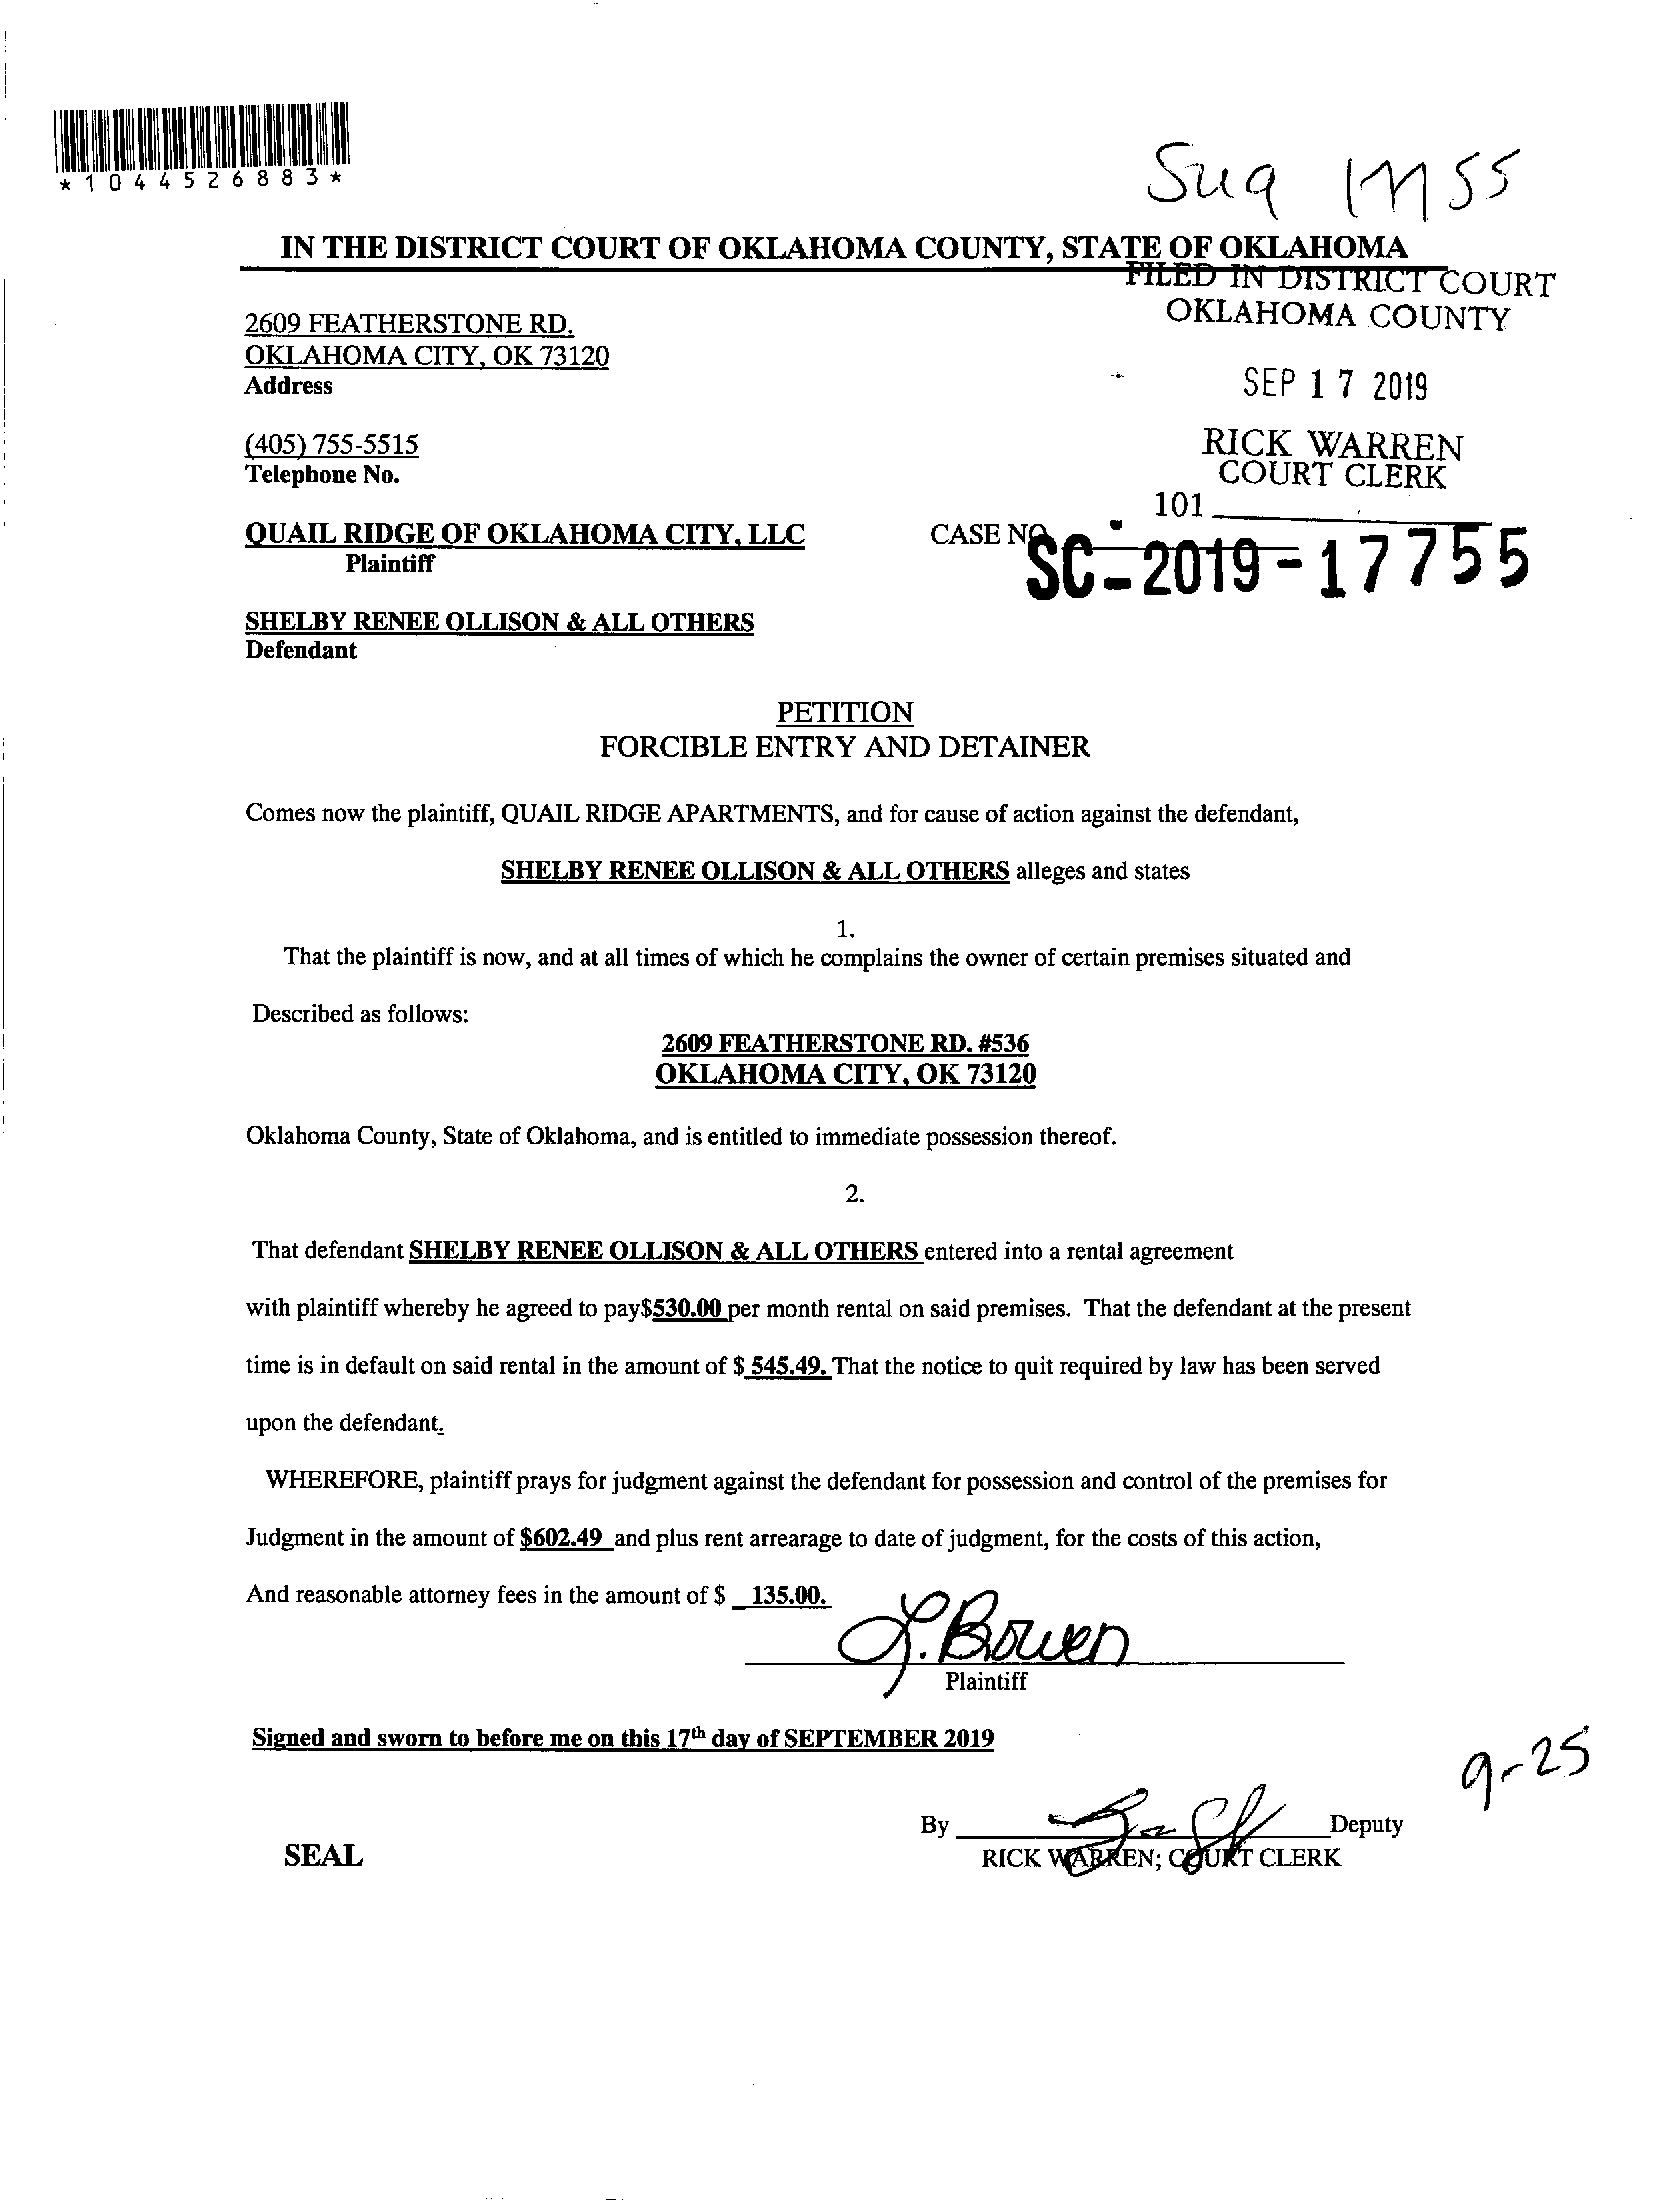 *1044526883*
IN THE DISTRICT COURT OF OKLAHOMA COUNTY, STATE OF OKLAHOMA
FILED IN DISTRICT COURT
OKLAHOMA COUNTY
2609 FEATHERSTONE RD.
OKLAHOMA CITY, OK 73120
Address
SEP 17 2019
(405) 755-5515
Telephone No.
RICK WARREN
COURT CLERK
101
QUAIL RIDGE OF OKLAHOMA CITY, LLC
Plaintiff
CASE NO.
SC-2019-17755
SHELBY RENEE OLLISON & ALL OTHERS
Defendant
PETITION
FORCIBLE ENTRY AND DETAINER
Comes now the plaintiff, QUAIL RIDGE APARTMENTS, and for cause of action against the defendant,
SHELBY RENEE OLLISON & ALL OTHERS alleges and states
1.
That the plaintiff is now, and at all times of which he complains the owner of certain premises situated and
Described as follows:
2609 FEATHERSTONE RD. #536
OKLAHOMA CITY, OK 73120
Oklahoma County, State of Oklahoma, and is entitled to immediate possession thereof.
2.
That defendant SHELBY RENEE OLLISON & ALL OTHERS entered into a rental agreement
with plaintiff whereby he agreed to pay$530.00 per month rental on said premises. That the defendant at the present
time is in default on said rental in the amount of $ 545.49. That the notice to quit required by law has been served
upon the defendant.
WHEREFORE, plaintiff prays for judgment against the defendant for possession and control of the premises for
Judgment in the amount of $602.49 and plus rent arrearage to date of judgment, for the costs of this action,
And reasonable attorney fees in the amount of $ 135.00.
L. Bowen
Plaintiff
Signed and sworn to before me on this 17th day of SEPTEMBER 2019
9-25
By Deputy
RICK WARREN; COURT CLERK
SEAL